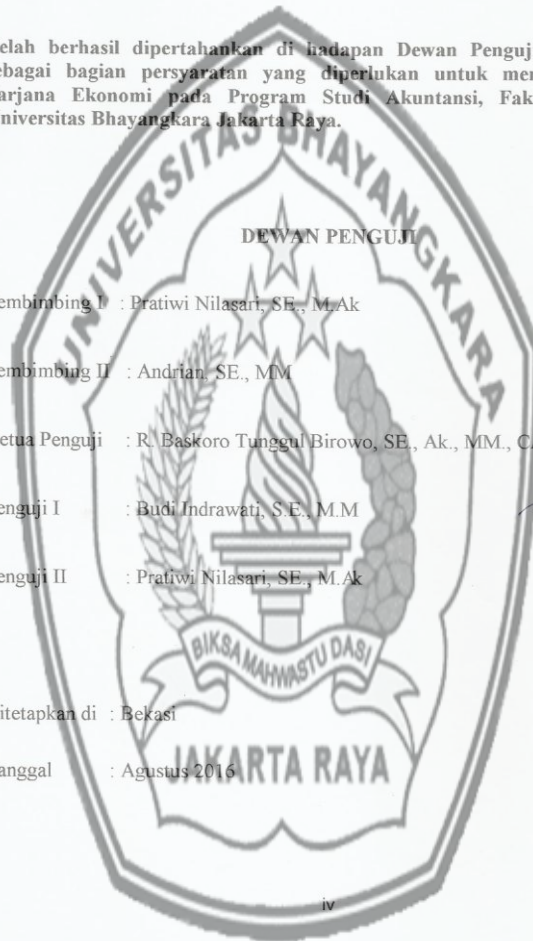 elah berhasil dipertahankan di hadapan Dewan Penguj
ebagai bagian persyaratan yang diperlukan untuk mer
arjana Ekonomi pada Program Studi Akuntansi, Fak
niversitas Bhayangkara Jakarta Raya.
UNIVERSITAS BHAYANGKARA
DEWAN PENGUJI
embimbing I : Pratiwi Nilasari, SE., M.Ak
embimbing II : Andrian, SE., MM
etua Penguji : R. Baskoro Tunggul Birowo, SE., Ak., MM., C
enguji I : Budi Indrawati, S.E., M.M
enguji II : Pratiwi Nilasari, SE., M.Ak
BIKSA MAHWASTU DASI
itetapkan di : Bekasi
JAKARTA RAYA
anggal : Agustus 2016
iv